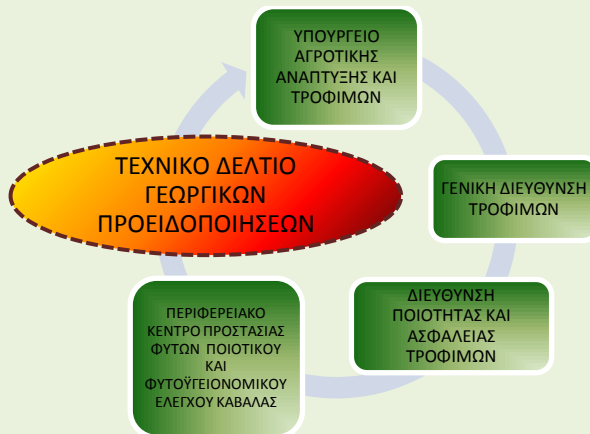 ΥΠΟΥΡΓΕΙΟ
ΑΓΡΟΤΙΚΗΣ
ΑΝΑΠΤΥΞΗΣ ΚΑΙ
ΤΡΟΦΙΜΩΝ
ΤΕΧΝΙΚΟ ΔΕΛΤΙΟ
ΓΕΩΡΓΙΚΩΝ
ΠΡΟΕΙΔΟΠΟΙΗΣΕΩΝ
ΓΕΝΙΚΗ ΔΙΕΥΘΥΝΣΗ
ΤΡΟΦΙΜΩΝ
ΔΙΕΥΘΥΝΣΗ
ΠΟΙΟΤΗΤΑΣ ΚΑΙ
ΑΣΦΑΛΕΙΑΣ
ΤΡΟΦΙΜΩΝ
ΠΕΡΙΦΕΡΕΙΑΚΟ
ΚΕΝΤΡΟ ΠΡΟΣΤΑΣΙΑΣ
ΦΥΤΩΝ ΠΟΙΟΤΙΚΟΥ
ΚΑΙ
ΦΥΤΟΫΓΕΙΟΝΟΜΙΚΟΥ
ΕΛΕΓΧΟΥ ΚΑΒΑΛΑΣ